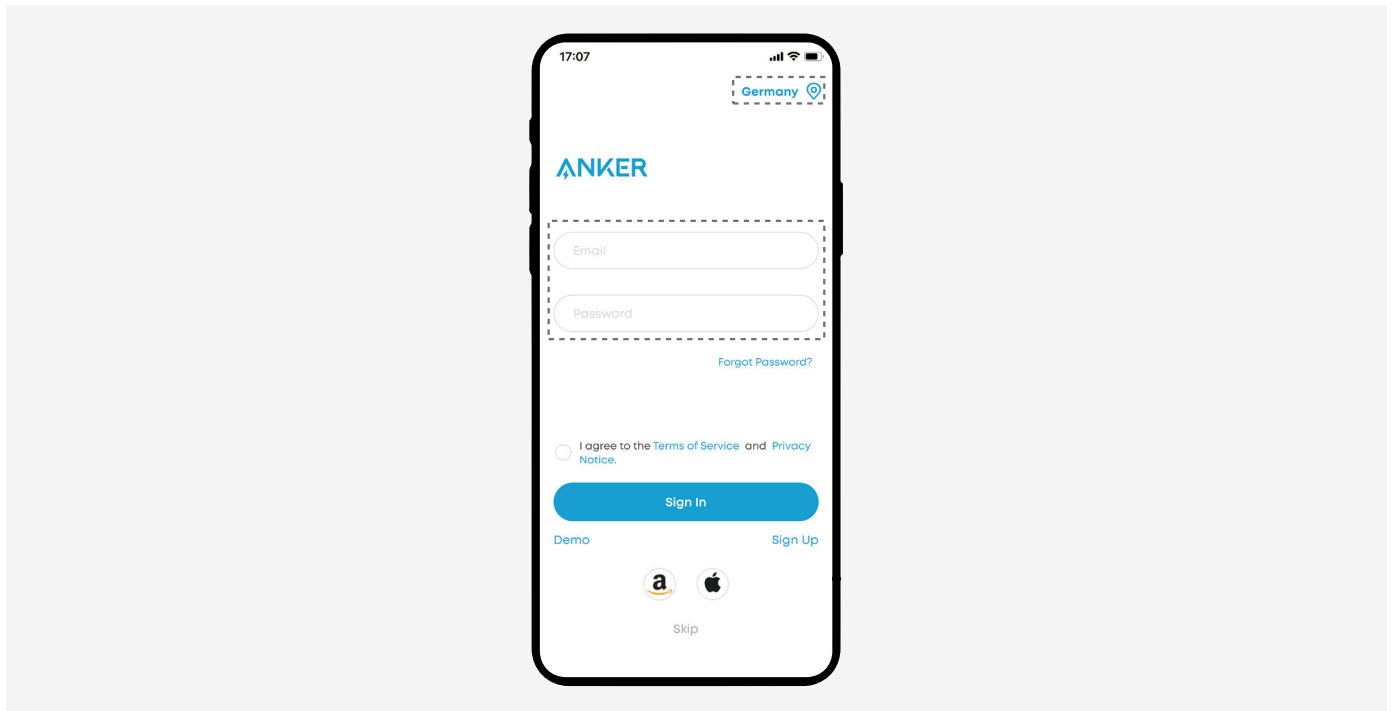 17:07
Germany
ANKER
Email
Password
Forgot Password?
I agree to the Terms of Service and Privacy
Notice.
Sign In
Demo
Sign Up
a
Skip